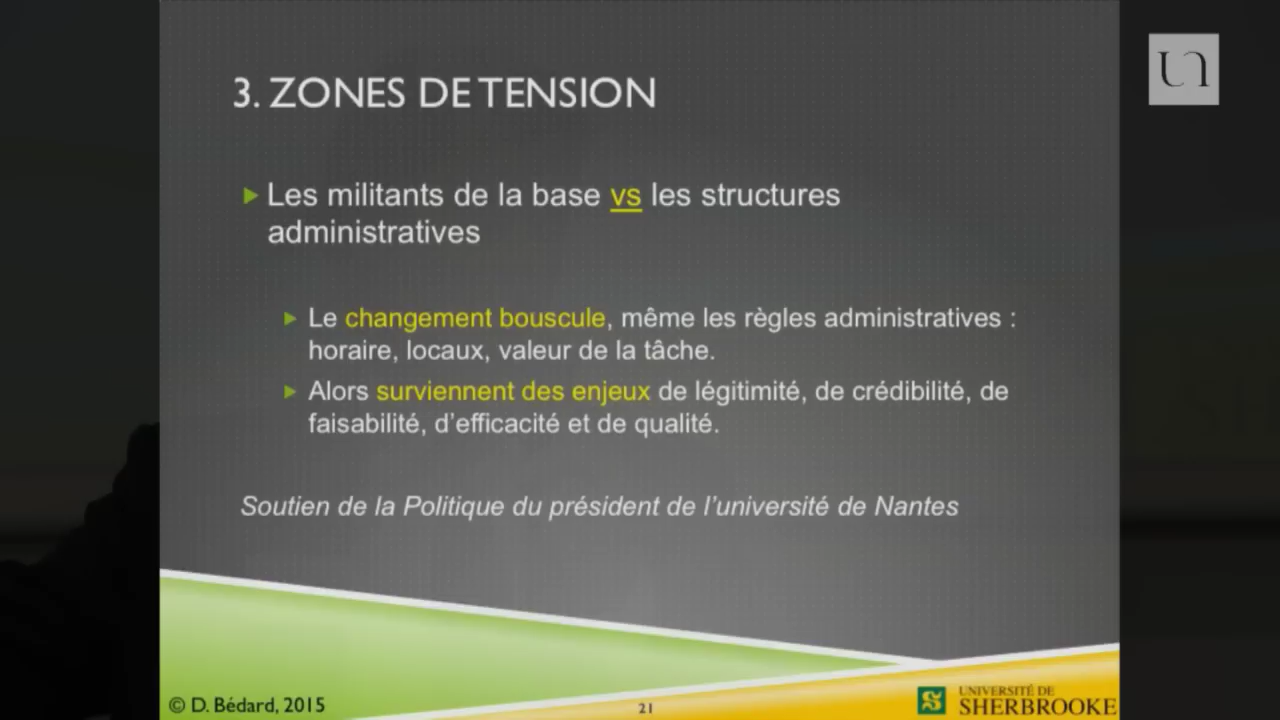 3. ZONES DE TENSION
Les militants de la base vs les structures
administratives
Le changement bouscule, même les règles administratives :
horaire, locaux, valeur de la tâche.
Alors surviennent des enjeux de légitimité, de crédibilité, de
faisabilité, d’efficacité et de qualité.
Soutien de la Politique du président de l’université de Nantes
© D. Bédard, 2015
21
UNIVERSITÉ DE
SHERBROOKE